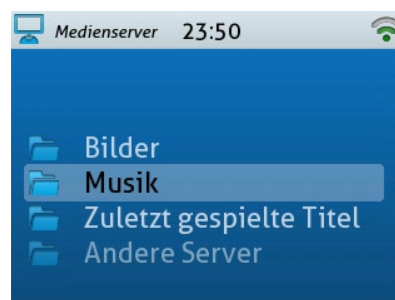 Medienserver 23:50
Bilder
Musik
Zuletzt gespielte Titel
Andere Server